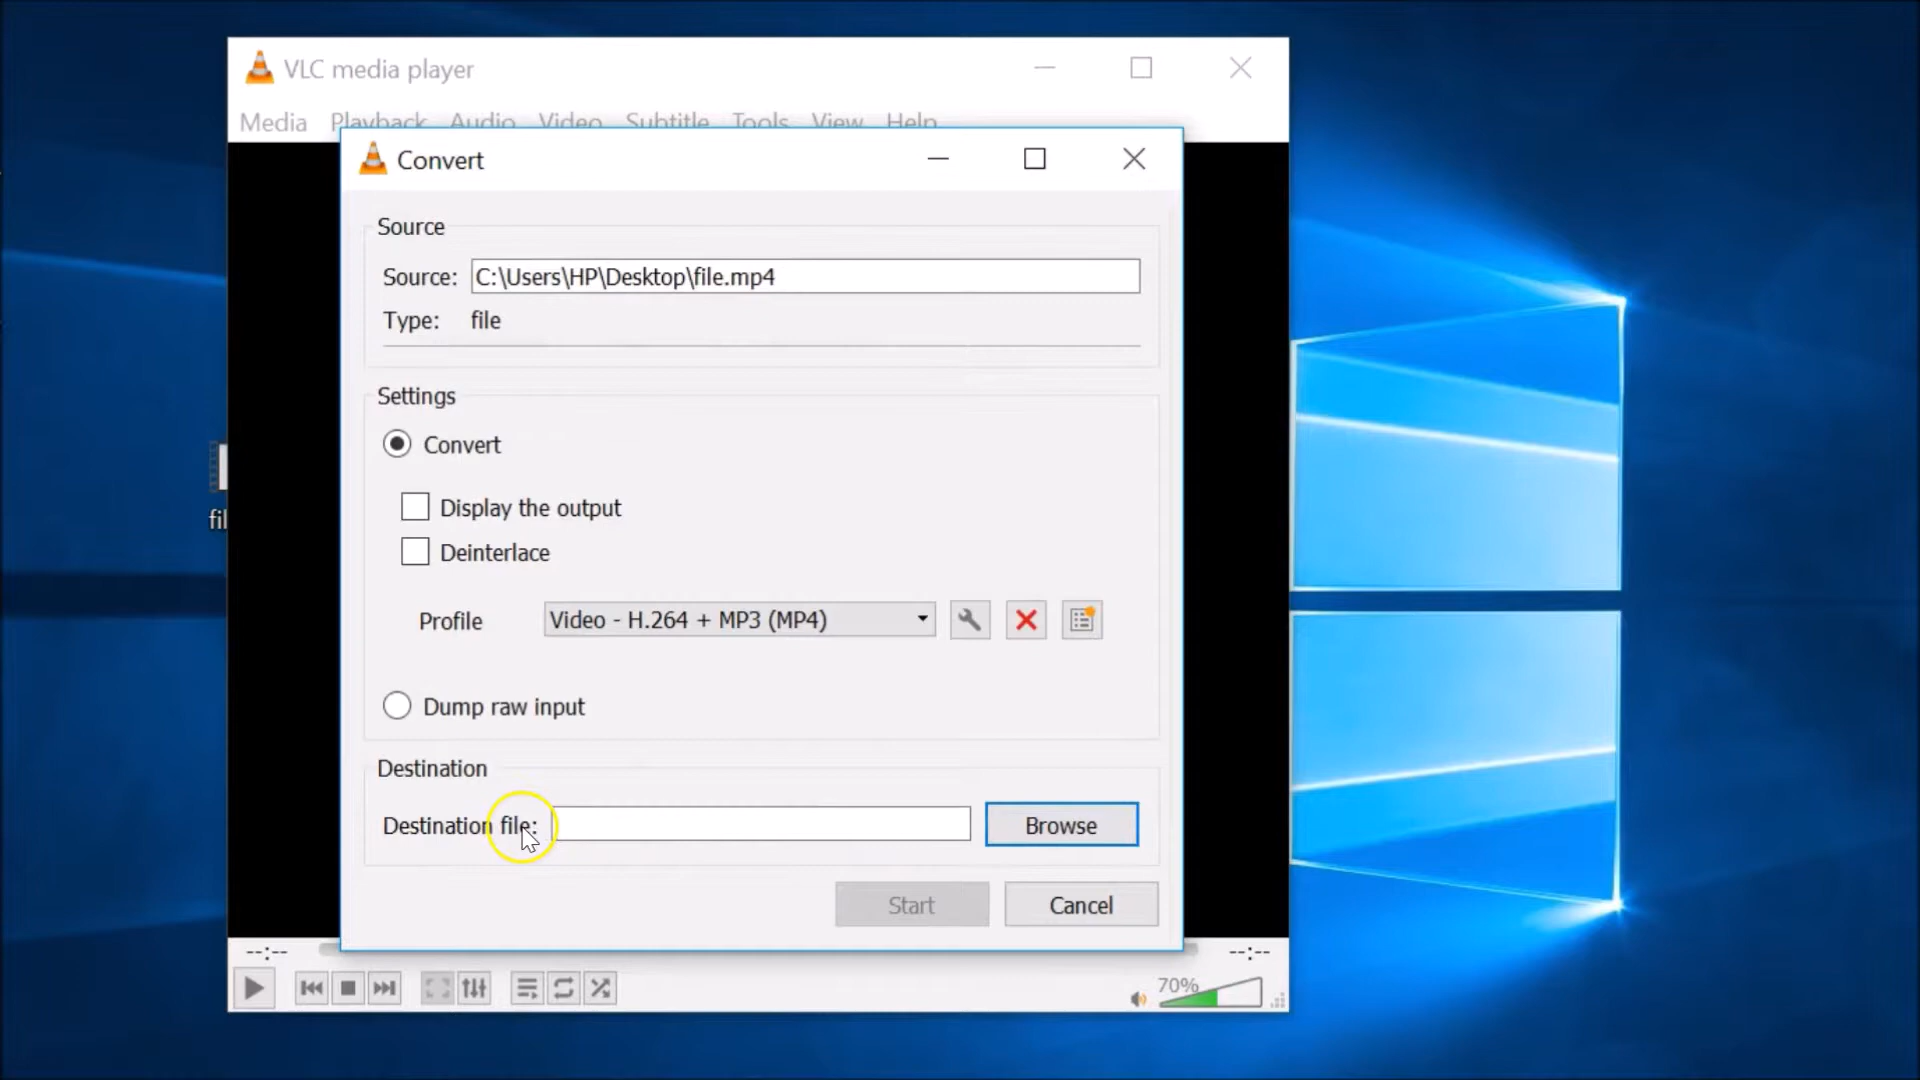 VLC media player
Media Playback Audio Video Subtitle Tools View Help
Convert
Source
Source: C:\Users\HP\Desktop\file.mp4
Type: file
Settings
Convert
Display the output
fil
Deinterlace
Profile Video - H.264 + MP3 (MP4)
Dump raw input
Destination
Destination file: Browse
Start Cancel
--:-- --:--
70%